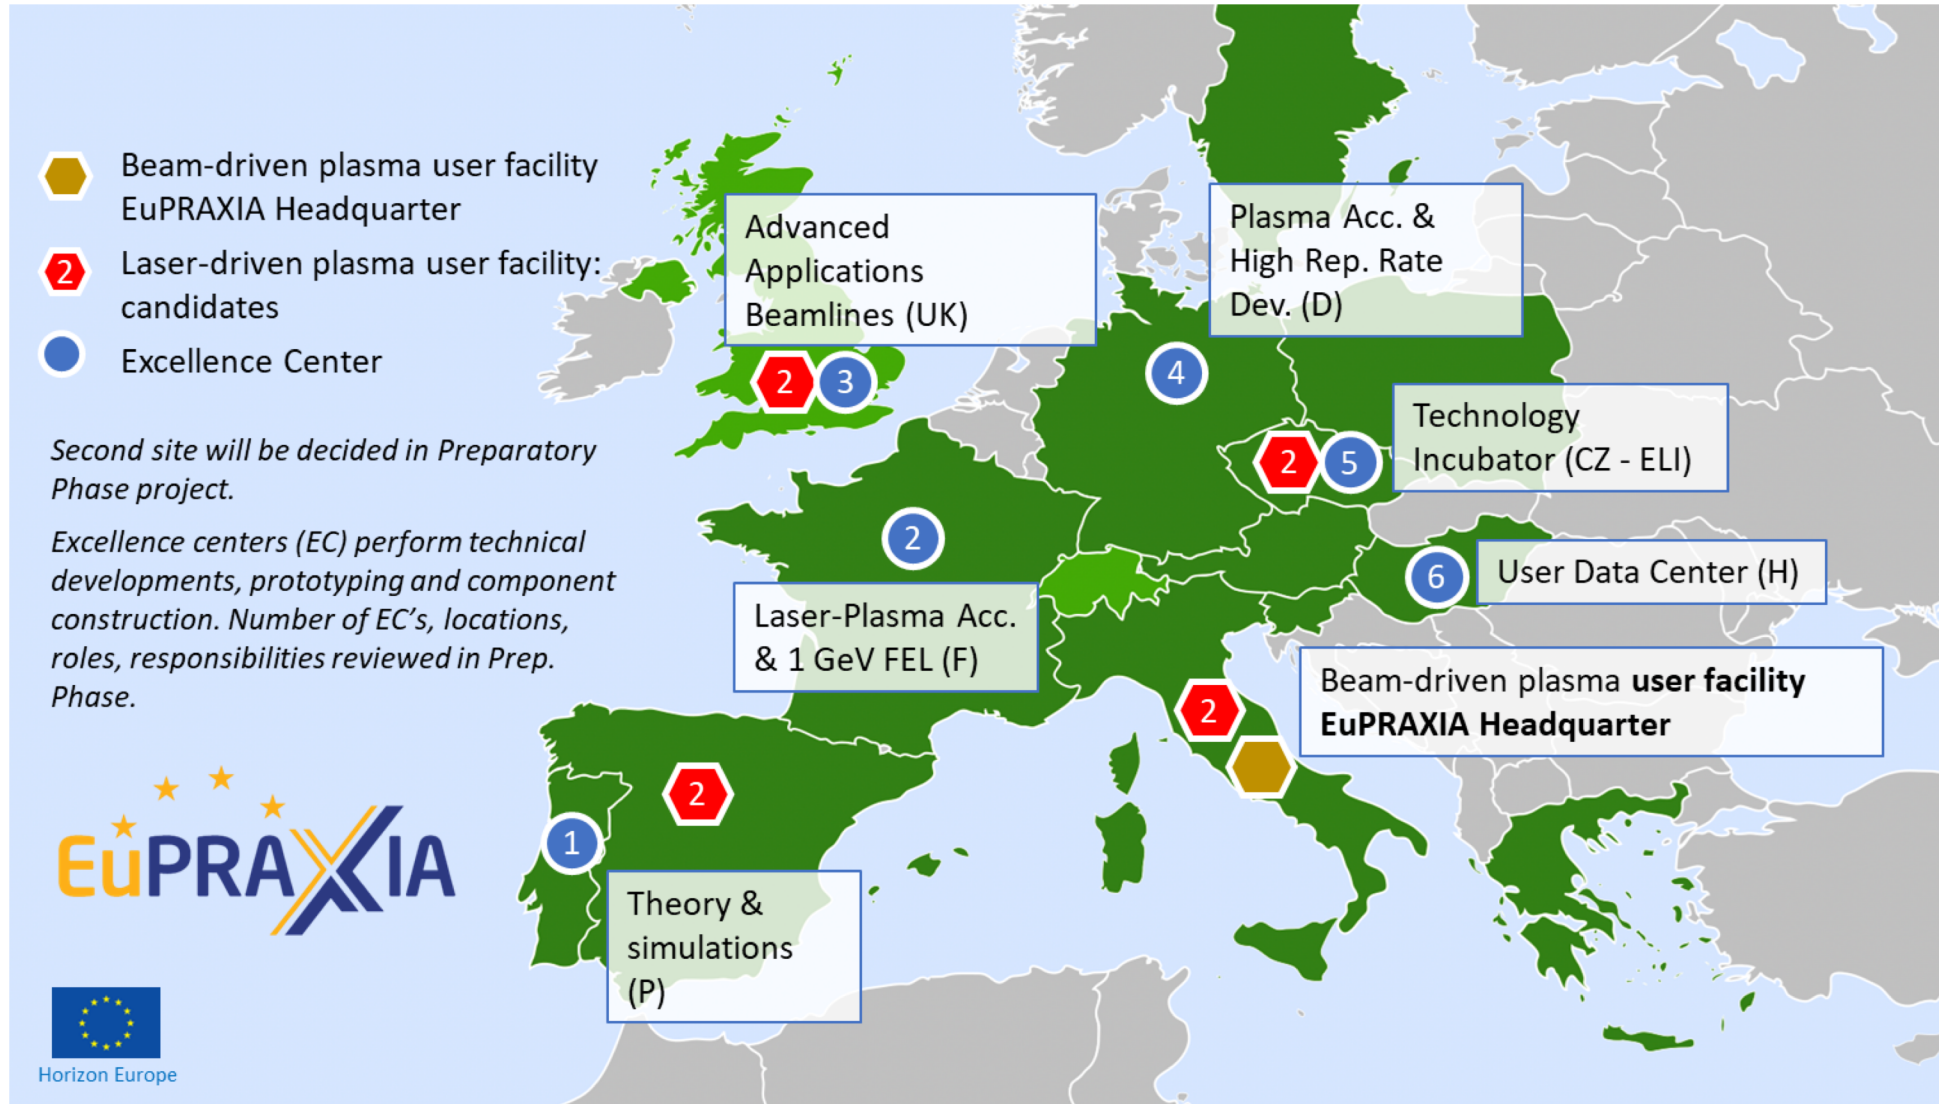 Beam-driven plasma user facility
EuPRAXIA Headquarter
2
Laser-driven plasma user facility:
candidates
Excellence Center
Second site will be decided in Preparatory
Phase project.
Excellence centers (EC) perform technical
developments, prototyping and component
construction. Number of EC’s, locations,
roles, responsibilities reviewed in Prep.
Phase.
EuPRAXIA
Horizon Europe
Advanced
Applications
Beamlines (UK)
2
3
Plasma Acc. &
High Rep. Rate
Dev. (D)
4
Technology
Incubator (CZ - ELI)
2
5
2
Laser-Plasma Acc.
& 1 GeV FEL (F)
6
User Data Center (H)
Beam-driven plasma user facility
EuPRAXIA Headquarter
2
2
1
Theory &
simulations
(P)